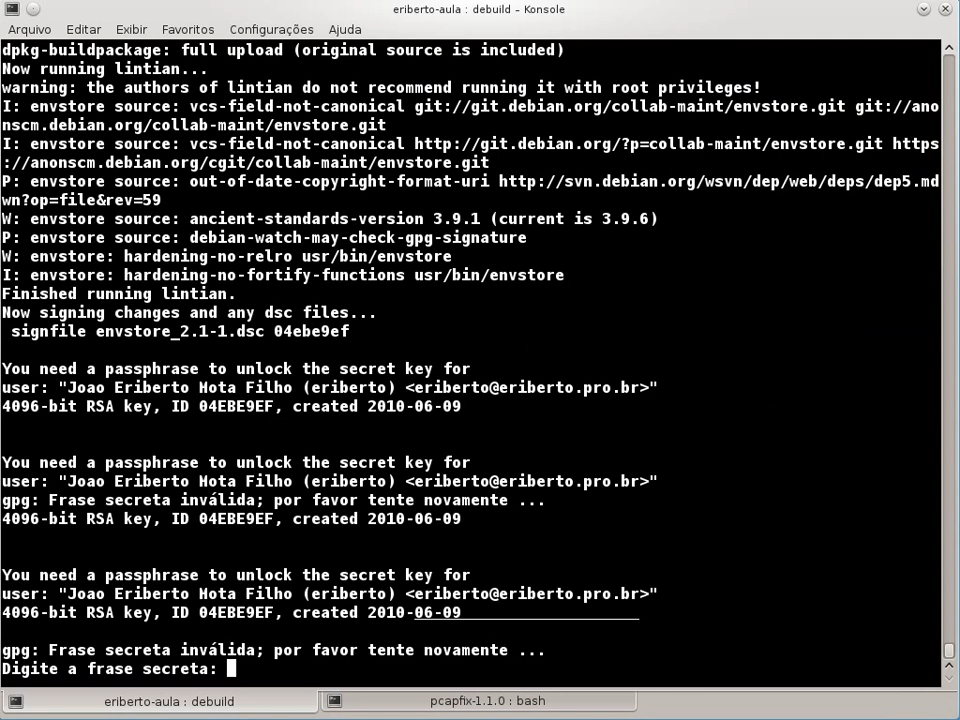 eriberto-aula : debuild – Konsole
Arquivo Editar Exibir Favoritos Configurações Ajuda
dpkg-buildpackage: full upload (original source is included)
Now running lintian...
warning: the authors of lintian do not recommend running it with root privileges!
I: envstore source: vcs-field-not-canonical git://git.debian.org/collab-maint/envstore.git git://ano
nscm.debian.org/collab-maint/envstore.git
I: envstore source: vcs-field-not-canonical http://git.debian.org/?p=collab-maint/envstore.git https
://anonscm.debian.org/cgit/collab-maint/envstore.git
P: envstore source: out-of-date-copyright-format-uri http://svn.debian.org/wsvn/dep/web/deps/dep5.md
wn?op=file&rev=59
W: envstore source: ancient-standards-version 3.9.1 (current is 3.9.6)
P: envstore source: debian-watch-may-check-gpg-signature
W: envstore: hardening-no-relro usr/bin/envstore
I: envstore: hardening-no-fortify-functions usr/bin/envstore
Finished running lintian.
Now signing changes and any dsc files...
 signfile envstore_2.1-1.dsc 04ebe9ef
You need a passphrase to unlock the secret key for
user: "Joao Eriberto Mota Filho (eriberto) <eriberto@eriberto.pro.br>"
4096-bit RSA key, ID 04EBE9EF, created 2010-06-09
You need a passphrase to unlock the secret key for
user: "Joao Eriberto Mota Filho (eriberto) <eriberto@eriberto.pro.br>"
gpg: Frase secreta inválida; por favor tente novamente ...
4096-bit RSA key, ID 04EBE9EF, created 2010-06-09
You need a passphrase to unlock the secret key for
user: "Joao Eriberto Mota Filho (eriberto) <eriberto@eriberto.pro.br>"
4096-bit RSA key, ID 04EBE9EF, created 2010-06-09
gpg: Frase secreta inválida; por favor tente novamente ...
Digite a frase secreta:
eriberto-aula : debuild
pcapfix-1.1.0 : bash